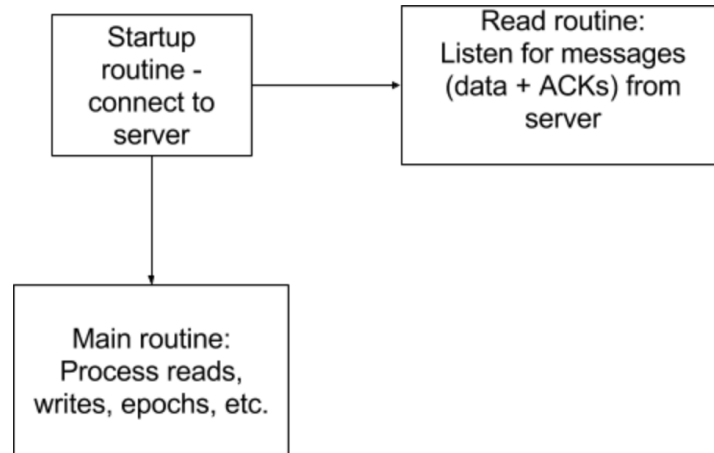 Startup
routine -
connect to
server
Read routine:
Listen for messages
(data + ACKs) from
server
Main routine:
Process reads,
writes, epochs, etc.